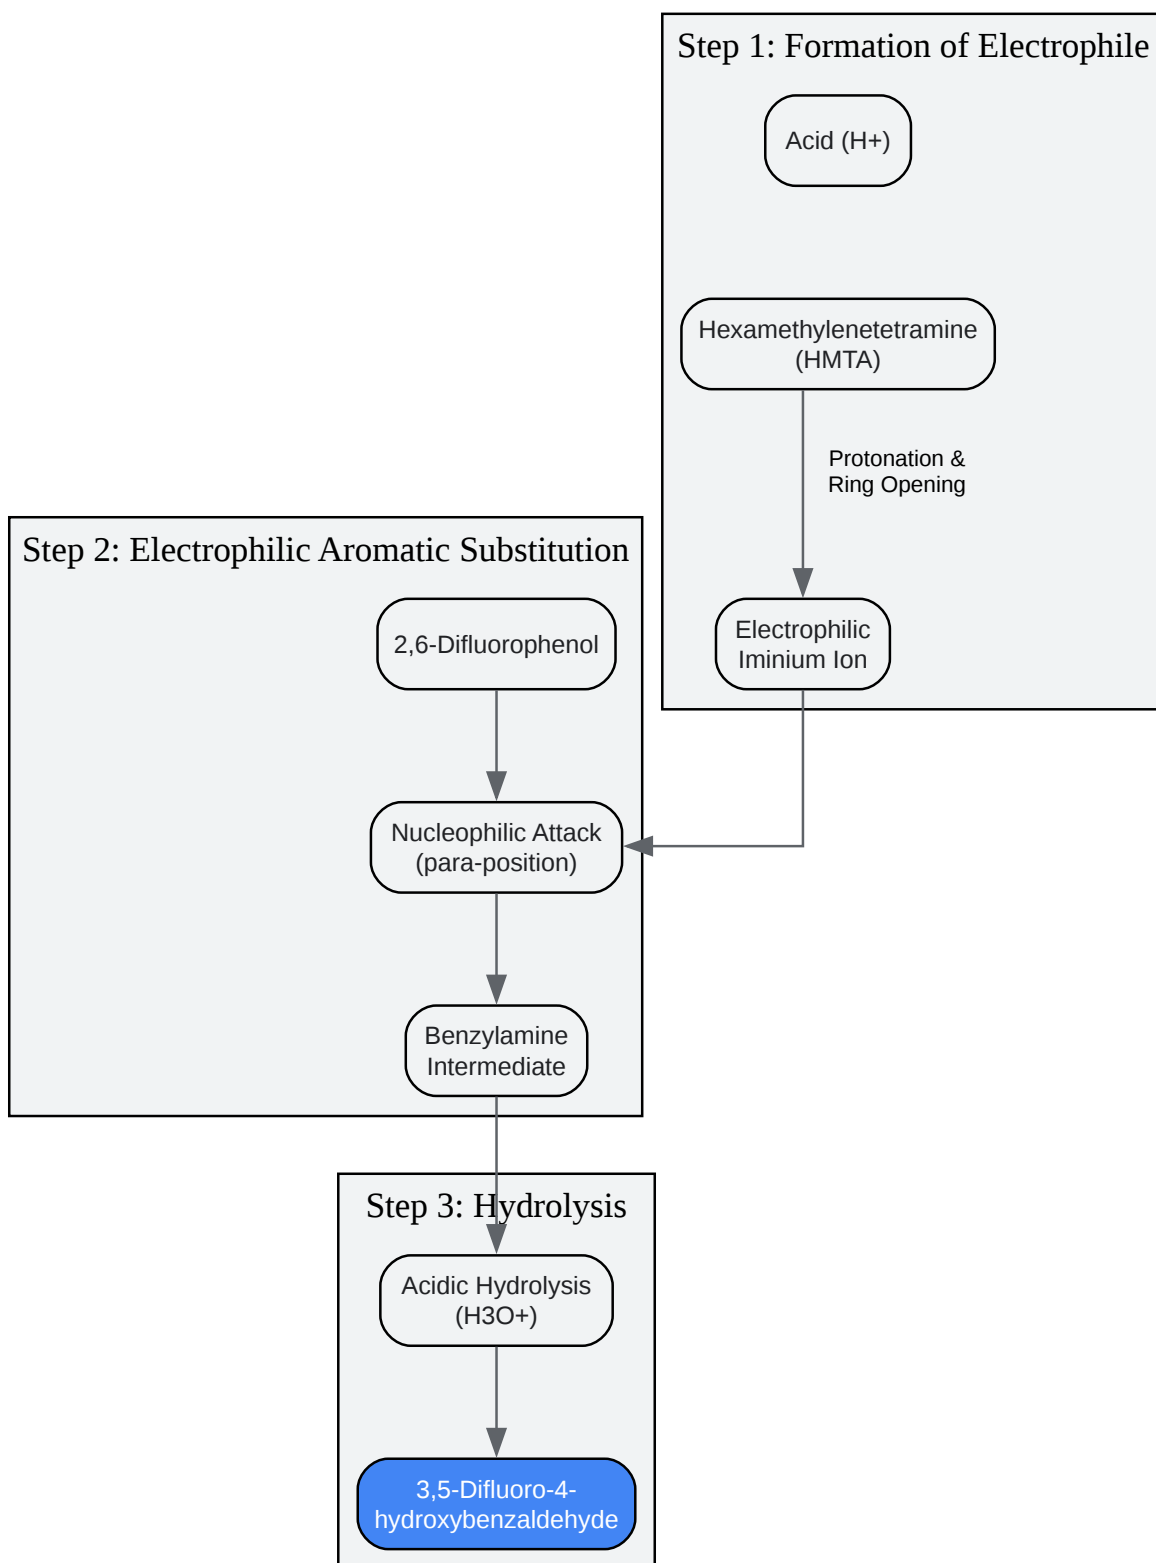 Step 1: Formation of Electrophile
Acid (H+)
Hexamethylenetetramine
(HMTA)
Protonation &
Ring Opening
Electrophilic
Iminium Ion
Step 2: Electrophilic Aromatic Substitution
2,6-Difluorophenol
Nucleophilic Attack
(para-position)
Benzylamine
Intermediate
Step 3: Hydrolysis
Acidic Hydrolysis
(H3O+)
3,5-Difluoro-4-
hydroxybenzaldehyde